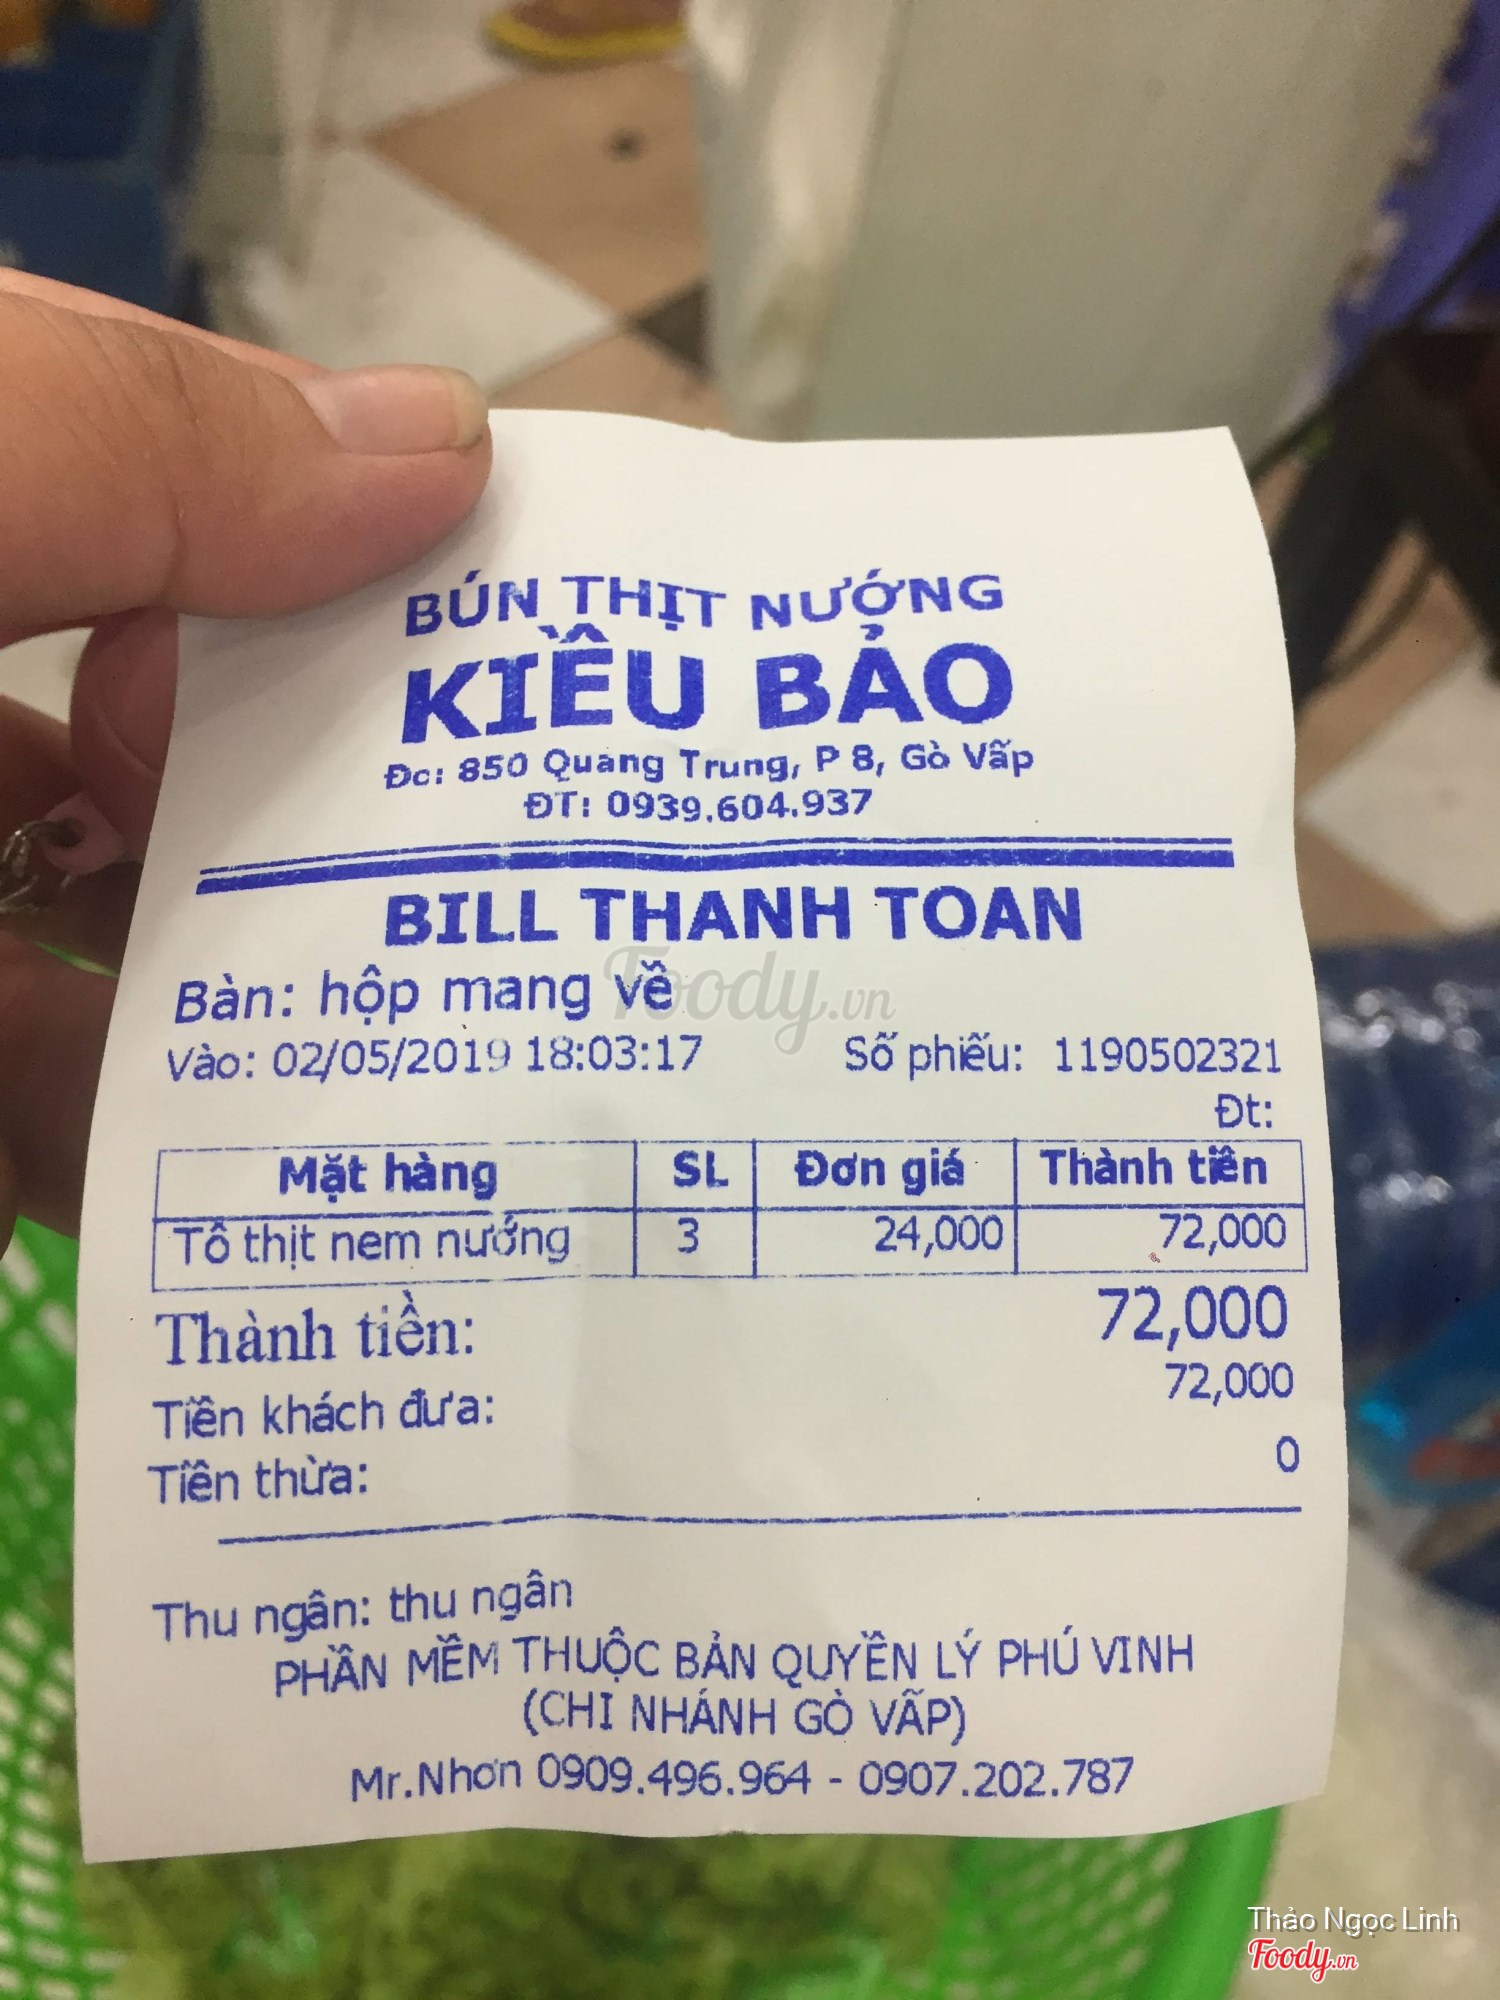 BÚN THỊT NƯỚNG
KIỀU BẢO
Đc: 850 Quang Trung, P 8, Gò Vấp
ĐT: 0939.604.937
BILL THANH TOAN
Bàn: hộp mang về
Foody.vn
Vào: 02/05/2019 18:03:17 Số phiếu: 1190502321
Đt:
Mặt hàng SL Đơn giá Thành tiền
Tô thịt nem nướng 3 24,000 72,000
Thành tiền: 72,000
Tiền khách đưa: 72,000
Tiền thừa: 0
Thu ngân: thu ngân
PHẦN MỀM THUỘC BẢN QUYỀN LÝ PHÚ VINH
(CHI NHÁNH GÒ VẤP)
Mr.Nhơn 0909.496.964 - 0907.202.787
Thảo Ngọc Linh
Foody.vn